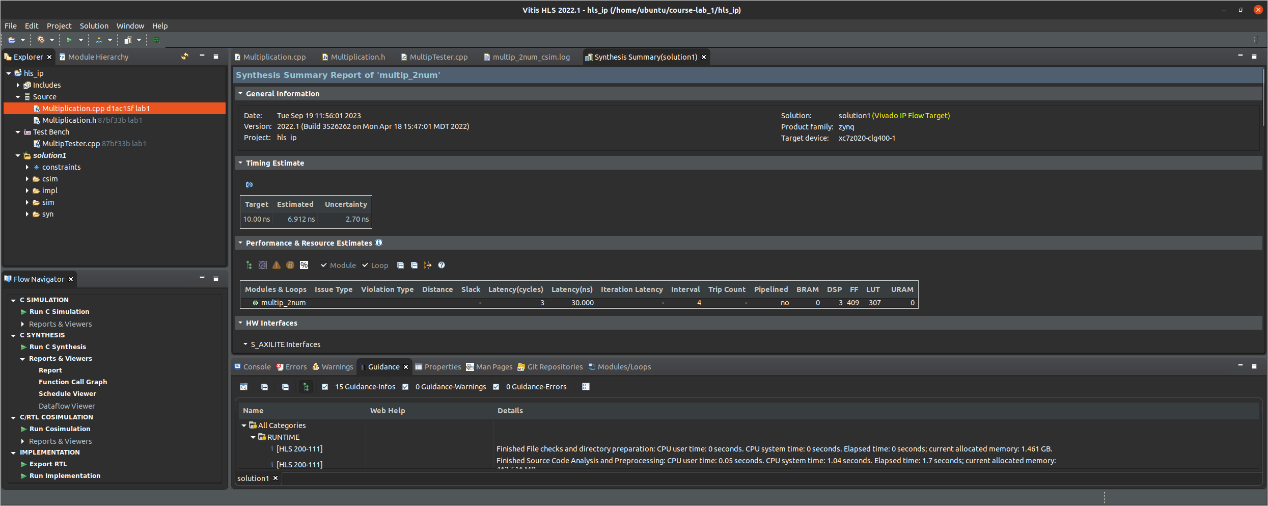 Vitis HLS 2022.1 - hls_ip (/home/ubuntu/course-lab_1/hls_ip)
File Edit Project Solution Window Help
Explorer Module Hierarchy
hls_ip
Includes
Source
Multiplication.cpp d1ac15f lab1
Multiplication.h 87bf33b lab1
Test Bench
MultipTester.cpp 87bf33b lab1
solution1
constraints
csim
impl
sim
syn
Flow Navigator
C SIMULATION
Run C Simulation
Reports & Viewers
C SYNTHESIS
Run C Synthesis
Reports & Viewers
Report
Function Call Graph
Schedule Viewer
Dataflow Viewer
C/RTL COSIMULATION
Run Cosimulation
Reports & Viewers
IMPLEMENTATION
Export RTL
Run Implementation
Multiplication.cpp Multiplication.h MultipTester.cpp multip_2num_csim.log Synthesis Summary(solution1)
Synthesis Summary Report of 'multip_2num'
General Information
Date: Tue Sep 19 11:56:01 2023
Version: 2022.1 (Build 3526262 on Mon Apr 18 15:47:01 MDT 2022)
Project: hls_ip
Solution: solution1 (Vivado IP Flow Target)
Product family: zynq
Target device: xc7z020-clg400-1
Timing Estimate
Target Estimated Uncertainty
10.00 ns 6.912 ns 2.70 ns
Performance & Resource Estimates
Module Loop
Modules & Loops Issue Type Violation Type Distance Slack Latency(cycles) Latency(ns) Iteration Latency Interval Trip Count Pipelined BRAM DSP FF LUT URAM
multip_2num - 3 30.000 - 4 - no 0 3 409 307 0
HW Interfaces
S_AXILITE Interfaces
Console Errors Warnings Guidance Properties Man Pages Git Repositories Modules/Loops
15 Guidance-Infos 0 Guidance-Warnings 0 Guidance-Errors
Name Web Help Details
All Categories
RUNTIME
[HLS 200-111] Finished File checks and directory preparation: CPU user time: 0 seconds. CPU system time: 0 seconds. Elapsed time: 0 seconds; current allocated memory: 1.461 GB.
[HLS 200-111] Finished Source Code Analysis and Preprocessing: CPU user time: 0.05 seconds. CPU system time: 1.04 seconds. Elapsed time: 1.7 seconds; current allocated memory:
solution1